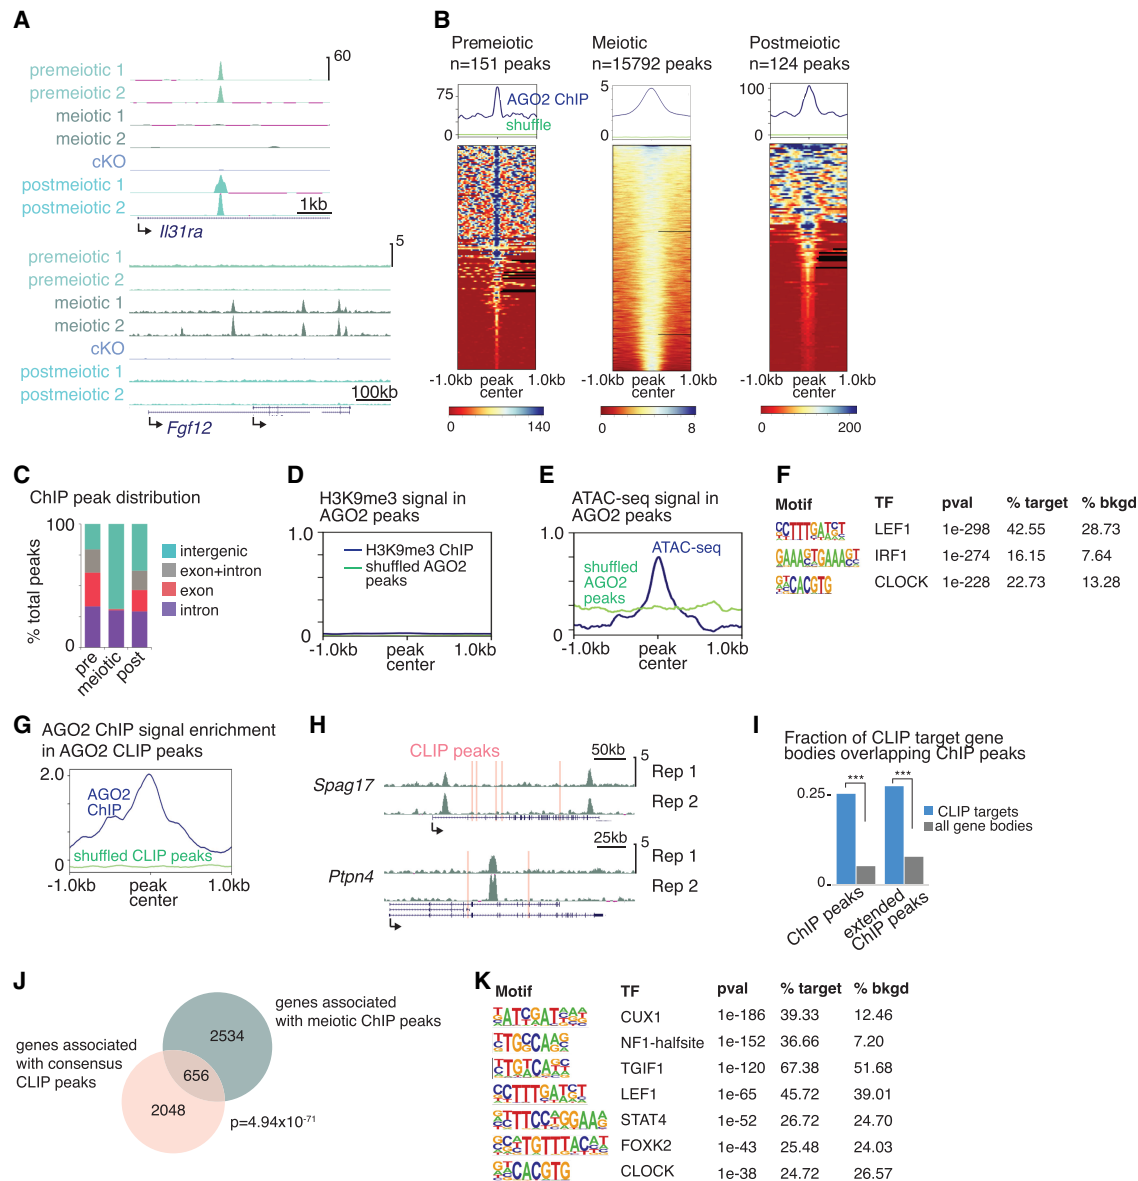 A
60
premeiotic 1
premeiotic 2
meiotic 1
meiotic 2
cKO
postmeiotic 1
postmeiotic 2
1kb
Il31ra
5
premeiotic 1
premeiotic 2
meiotic 1
meiotic 2
cKO
postmeiotic 1
postmeiotic 2
100kb
Fgf12
B
Premeiotic
n=151 peaks
Meiotic
n=15792 peaks
Postmeiotic
n=124 peaks
75
0
AGO2 ChIP
shuffle
5
0
100
0
-1.0kb peak center 1.0kb
-1.0kb peak center 1.0kb
-1.0kb peak center 1.0kb
0 140
0 8
0 200
C
ChIP peak distribution
100
0
% total peaks
pre
meiotic
post
intergenic
exon+intron
exon
intron
D
H3K9me3 signal in
AGO2 peaks
1.0
0
H3K9me3 ChIP
shuffled AGO2
peaks
-1.0kb peak center 1.0kb
E
ATAC-seq signal in
AGO2 peaks
1.0
0
ATAC-seq
shuffled
AGO2
peaks
-1.0kb peak center 1.0kb
F
Motif TF pval % target % bkgd
CCTTTGATCT LEF1 1e-298 42.55 28.73
GAAAGTGAAAGT IRF1 1e-274 16.15 7.64
CACGTG CLOCK 1e-228 22.73 13.28
G
AGO2 ChIP signal enrichment
in AGO2 CLIP peaks
2.0
0
AGO2
ChIP
shuffled CLIP peaks
-1.0kb peak center 1.0kb
H
CLIP peaks
50kb
5
Spag17
Rep 1
Rep 2
25kb
5
Ptpn4
Rep 1
Rep 2
I
Fraction of CLIP target gene
bodies overlapping ChIP peaks
0.25
0
***
***
CLIP targets
all gene bodies
ChIP peaks
extended
ChIP peaks
J
genes associated
with meiotic ChIP peaks
genes associated
with consensus
CLIP peaks
2534
656
2048
p=4.94x10-71
K
Motif TF pval % target % bkgd
TATCGAT CUX1 1e-186 39.33 12.46
TTGCCA NF1-halfsite 1e-152 36.66 7.20
TTGTCA TGIF1 1e-120 67.38 51.68
CCTTTGAT LEF1 1e-65 45.72 39.01
TTTCC GGAA STAT4 1e-52 26.72 24.70
TGTTTAC FOXK2 1e-43 25.48 24.03
CACGTG CLOCK 1e-38 24.72 26.57